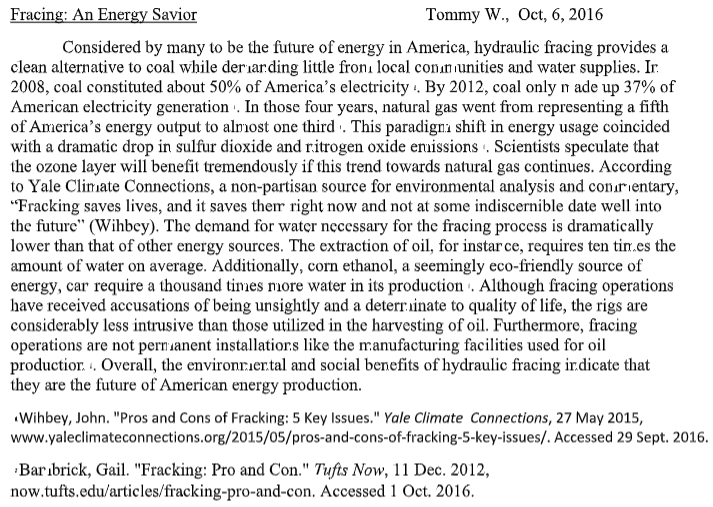 Fracing: An Energy Savior Tommy W., Oct, 6, 2016
Considered by many to be the future of energy in America, hydraulic fracing provides a
clean alternative to coal while demanding little from local communities and water supplies. In
2008, coal constituted about 50% of America's electricity. By 2012, coal only made up 37% of
American electricity generation. In those four years, natural gas went from representing a fifth
of America's energy output to almost one third. This paradigm shift in energy usage coincided
with a dramatic drop in sulfur dioxide and nitrogen oxide emissions. Scientists speculate that
the ozone layer will benefit tremendously if this trend towards natural gas continues. According
to Yale Climate Connections, a non-partisan source for environmental analysis and commentary,
"Fracking saves lives, and it saves them right now and not at some indiscernible date well into
the future" (Wihbey). The demand for water necessary for the fracing process is dramatically
lower than that of other energy sources. The extraction of oil, for instance, requires ten times the
amount of water on average. Additionally, corn ethanol, a seemingly eco-friendly source of
energy, can require a thousand times more water in its production. Although fracing operations
have received accusations of being unsightly and a determinate to quality of life, the rigs are
considerably less intrusive than those utilized in the harvesting of oil. Furthermore, fracing
operations are not permanent installations like the manufacturing facilities used for oil
production. Overall, the environmental and social benefits of hydraulic fracing indicate that
they are the future of American energy production.
Wihbey, John. "Pros and Cons of Fracking: 5 Key Issues." Yale Climate Connections, 27 May 2015,
www.yaleclimateconnections.org/2015/05/pros-and-cons-of-fracking-5-key-issues/. Accessed 29 Sept. 2016.
Bambrick, Gail. "Fracking: Pro and Con." Tufts Now, 11 Dec. 2012,
now.tufts.edu/articles/fracking-pro-and-con. Accessed 1 Oct. 2016.